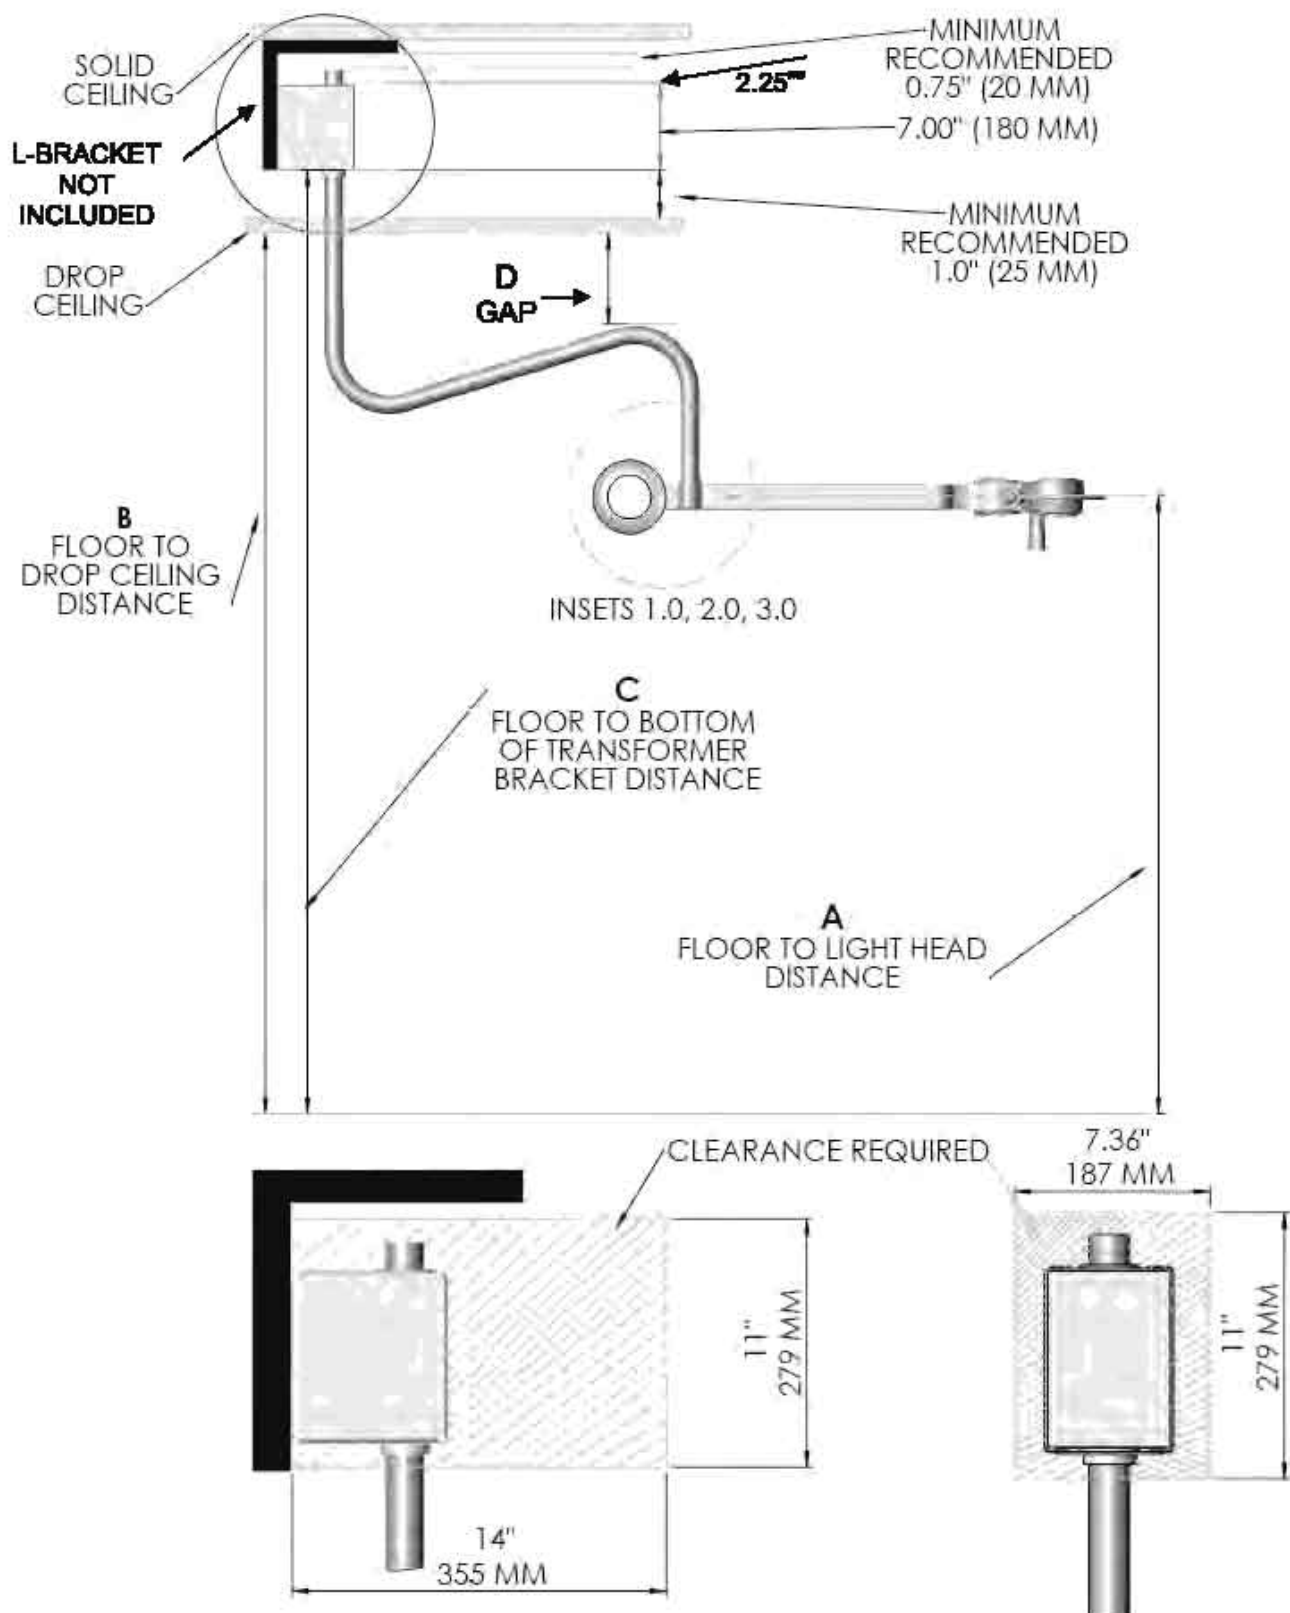 SOLID
CEILING
L-BRACKET
NOT
INCLUDED
DROP
CEILING
2.25""
MINIMUM
RECOMMENDED
0.75" (20 MM)
7.00" (180 MM)
MINIMUM
RECOMMENDED
1.0" (25 MM)
D
GAP
B
FLOOR TO
DROP CEILING
DISTANCE
INSETS 1.0, 2.0, 3.0
C
FLOOR TO BOTTOM
OF TRANSFORMER
BRACKET DISTANCE
A
FLOOR TO LIGHT HEAD
DISTANCE
CLEARANCE REQUIRED
7.36"
187 MM
11"
279 MM
11"
279 MM
14"
355 MM